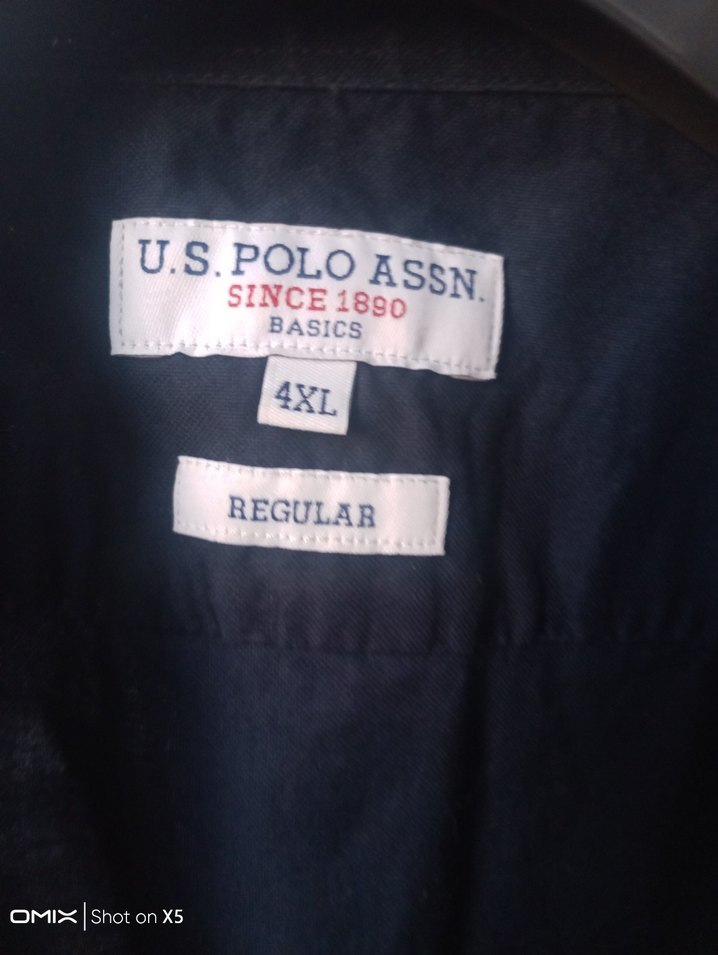 U.S. POLO ASSN.
SINCE 1890
BASICS
4XL
REGULAR
OMIX | Shot on X5